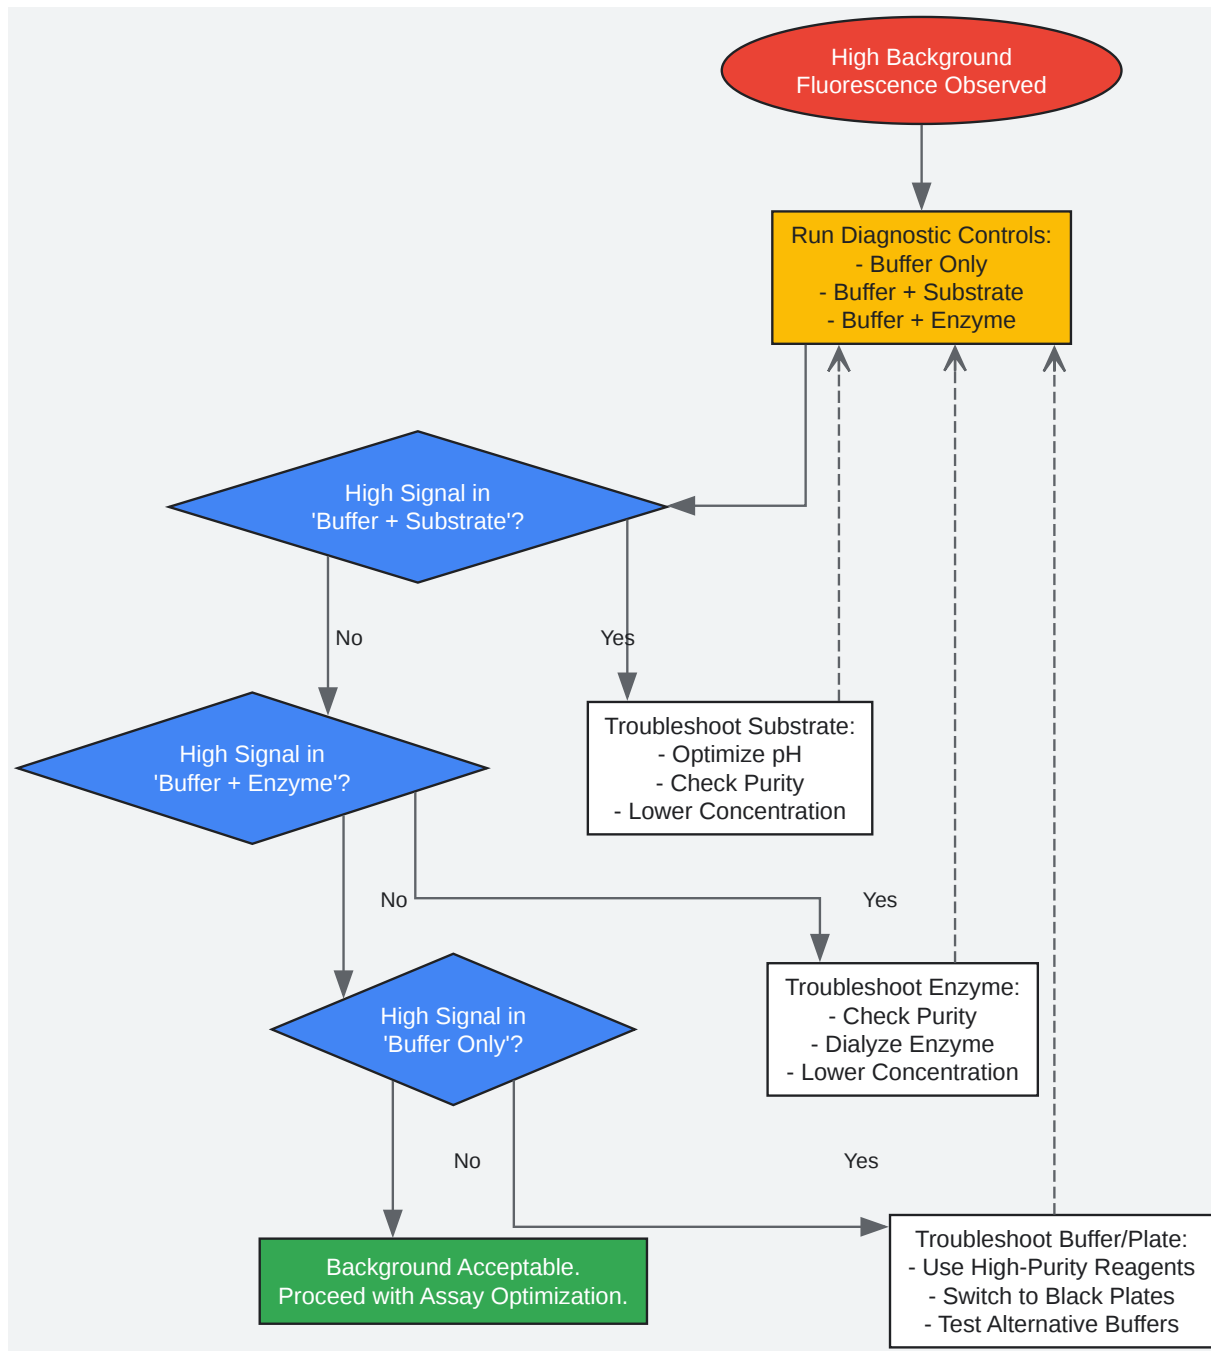 High Background
Fluorescence Observed
Run Diagnostic Controls:
- Buffer Only
- Buffer + Substrate
- Buffer + Enzyme
High Signal in
'Buffer + Substrate'?
No
Yes
High Signal in
'Buffer + Enzyme'?
Troubleshoot Substrate:
- Optimize pH
- Check Purity
- Lower Concentration
No
Yes
High Signal in
'Buffer Only'?
Troubleshoot Enzyme:
- Check Purity
- Dialyze Enzyme
- Lower Concentration
No
Yes
Background Acceptable.
Proceed with Assay Optimization.
Troubleshoot Buffer/Plate:
- Use High-Purity Reagents
- Switch to Black Plates
- Test Alternative Buffers